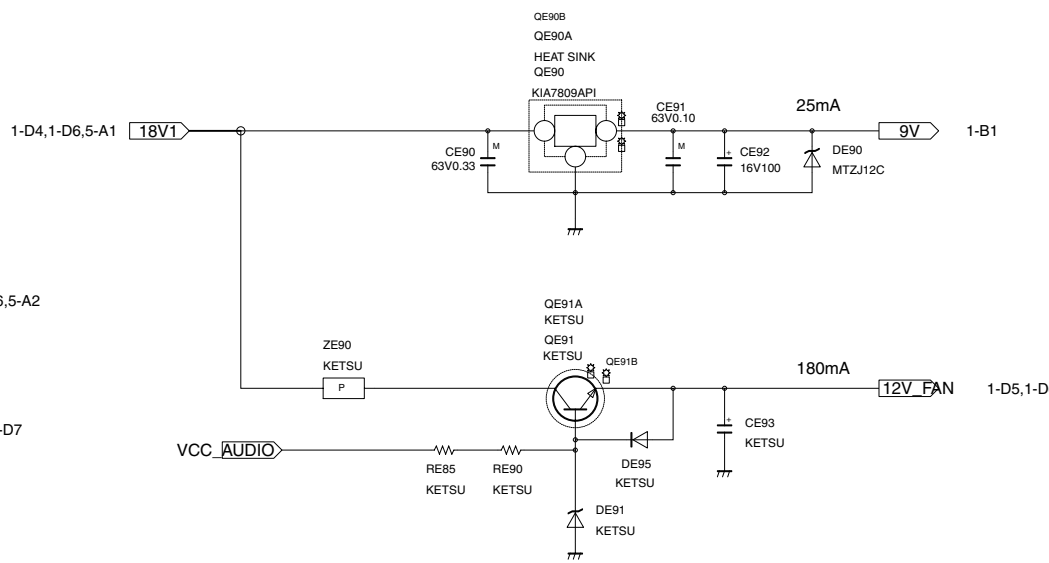 QE90B
QE90A
HEAT SINK
QE90
KIA7809API
1-D4,1-D6,5-A1
18V1
CE90
63V0.33
M
CE91
63V0.10
M
+
CE92
16V100
25mA
DE90
MTZJ12C
9V
1-B1
6,5-A2
ZE90
KETSU
P
QE91A
KETSU
QE91
KETSU
QE91B
180mA
12V_FAN
1-D5,1-D
-D7
VCC_AUDIO
RE85
KETSU
RE90
KETSU
DE95
KETSU
+
CE93
KETSU
DE91
KETSU